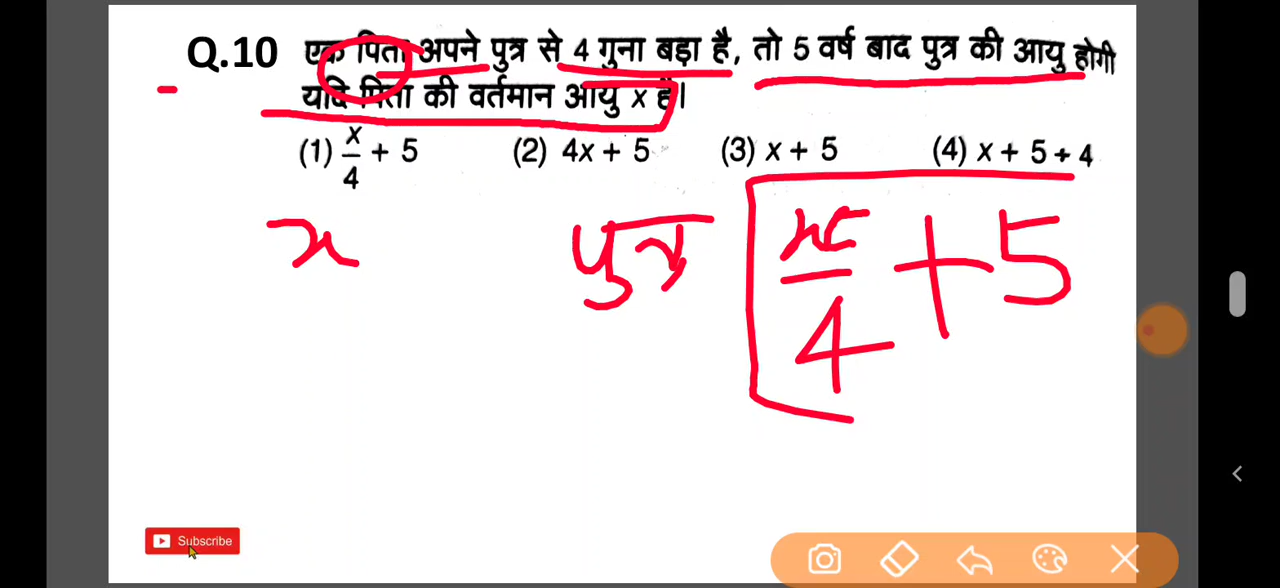 Q.10 एक पिता अपने पुत्र से 4 गुना बड़ा है, तो 5 वर्ष बाद पुत्र की आयु होगी
यदि पिता की वर्तमान आयु x है।
(1) x/4 + 5 (2) 4x + 5 (3) x + 5 (4) x + 5 + 4
x पुत्र x/4 + 5
Subscribe